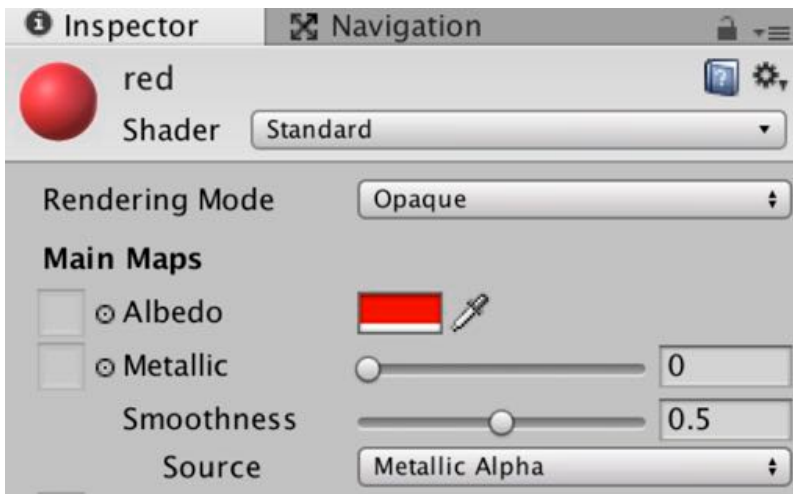 Inspector Navigation
red
Shader Standard
Rendering Mode Opaque
Main Maps
Albedo
Metallic 0
Smoothness 0.5
Source Metallic Alpha